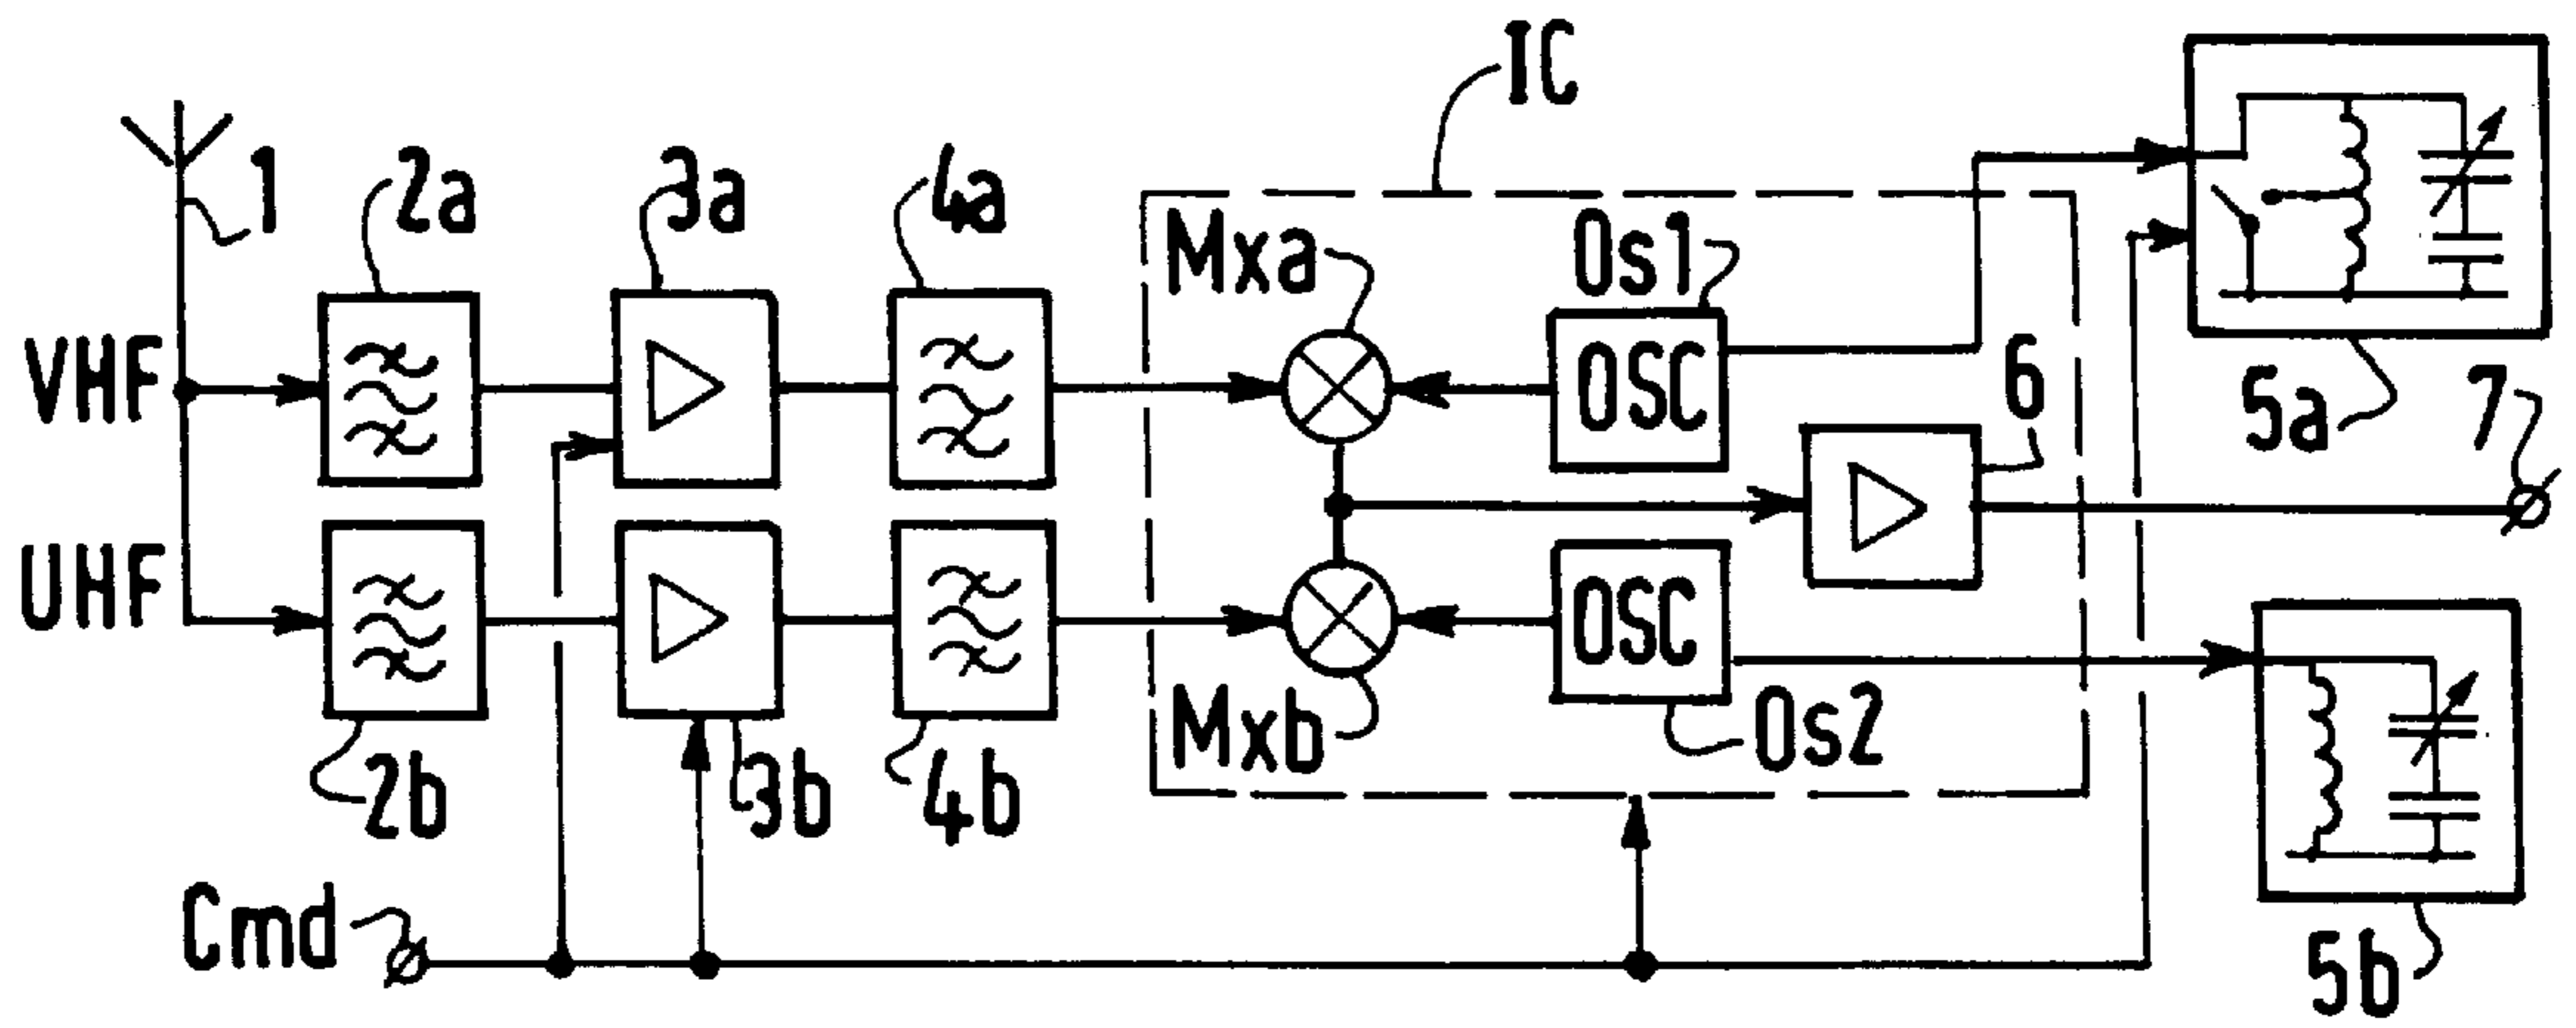 IC
1
2a
3a
4a
Mxa
Os1
VHF
OSC
6
5a
7
UHF
OSC
Mxb
Os2
2b
3b
4b
Cmd
5b